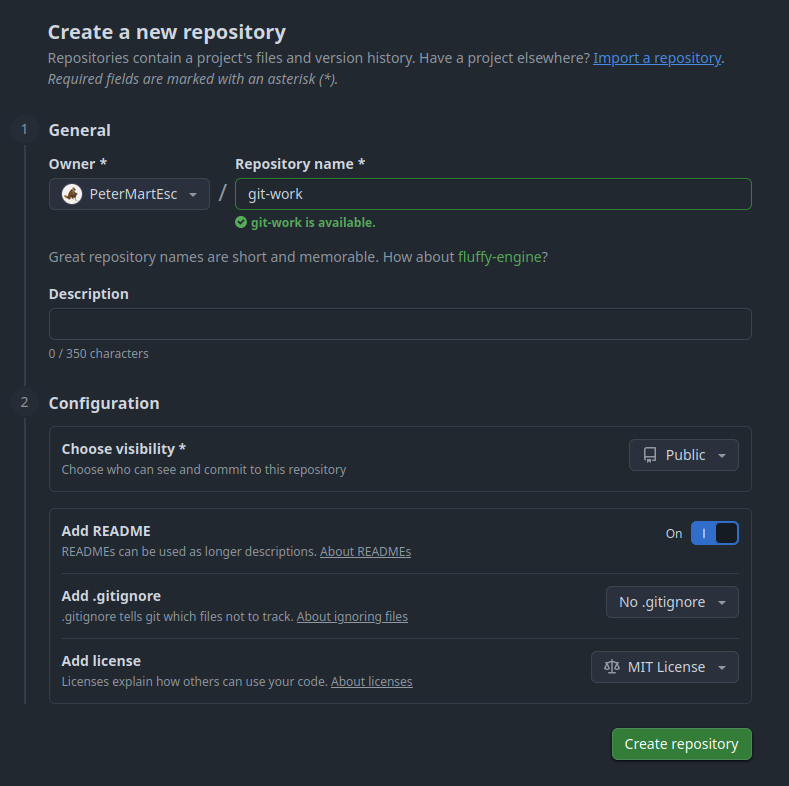 Create a new repository
Repositories contain a project's files and version history. Have a project elsewhere? Import a repository.
Required fields are marked with an asterisk (*).
1 General
Owner * Repository name *
PeterMartEsc / git-work
git-work is available.
Great repository names are short and memorable. How about fluffy-engine?
Description
0 / 350 characters
2 Configuration
Choose visibility *
Choose who can see and commit to this repository
Public
Add README
READMEs can be used as longer descriptions. About READMEs
On
Add .gitignore
.gitignore tells git which files not to track. About ignoring files
No .gitignore
Add license
Licenses explain how others can use your code. About licenses
MIT License
Create repository